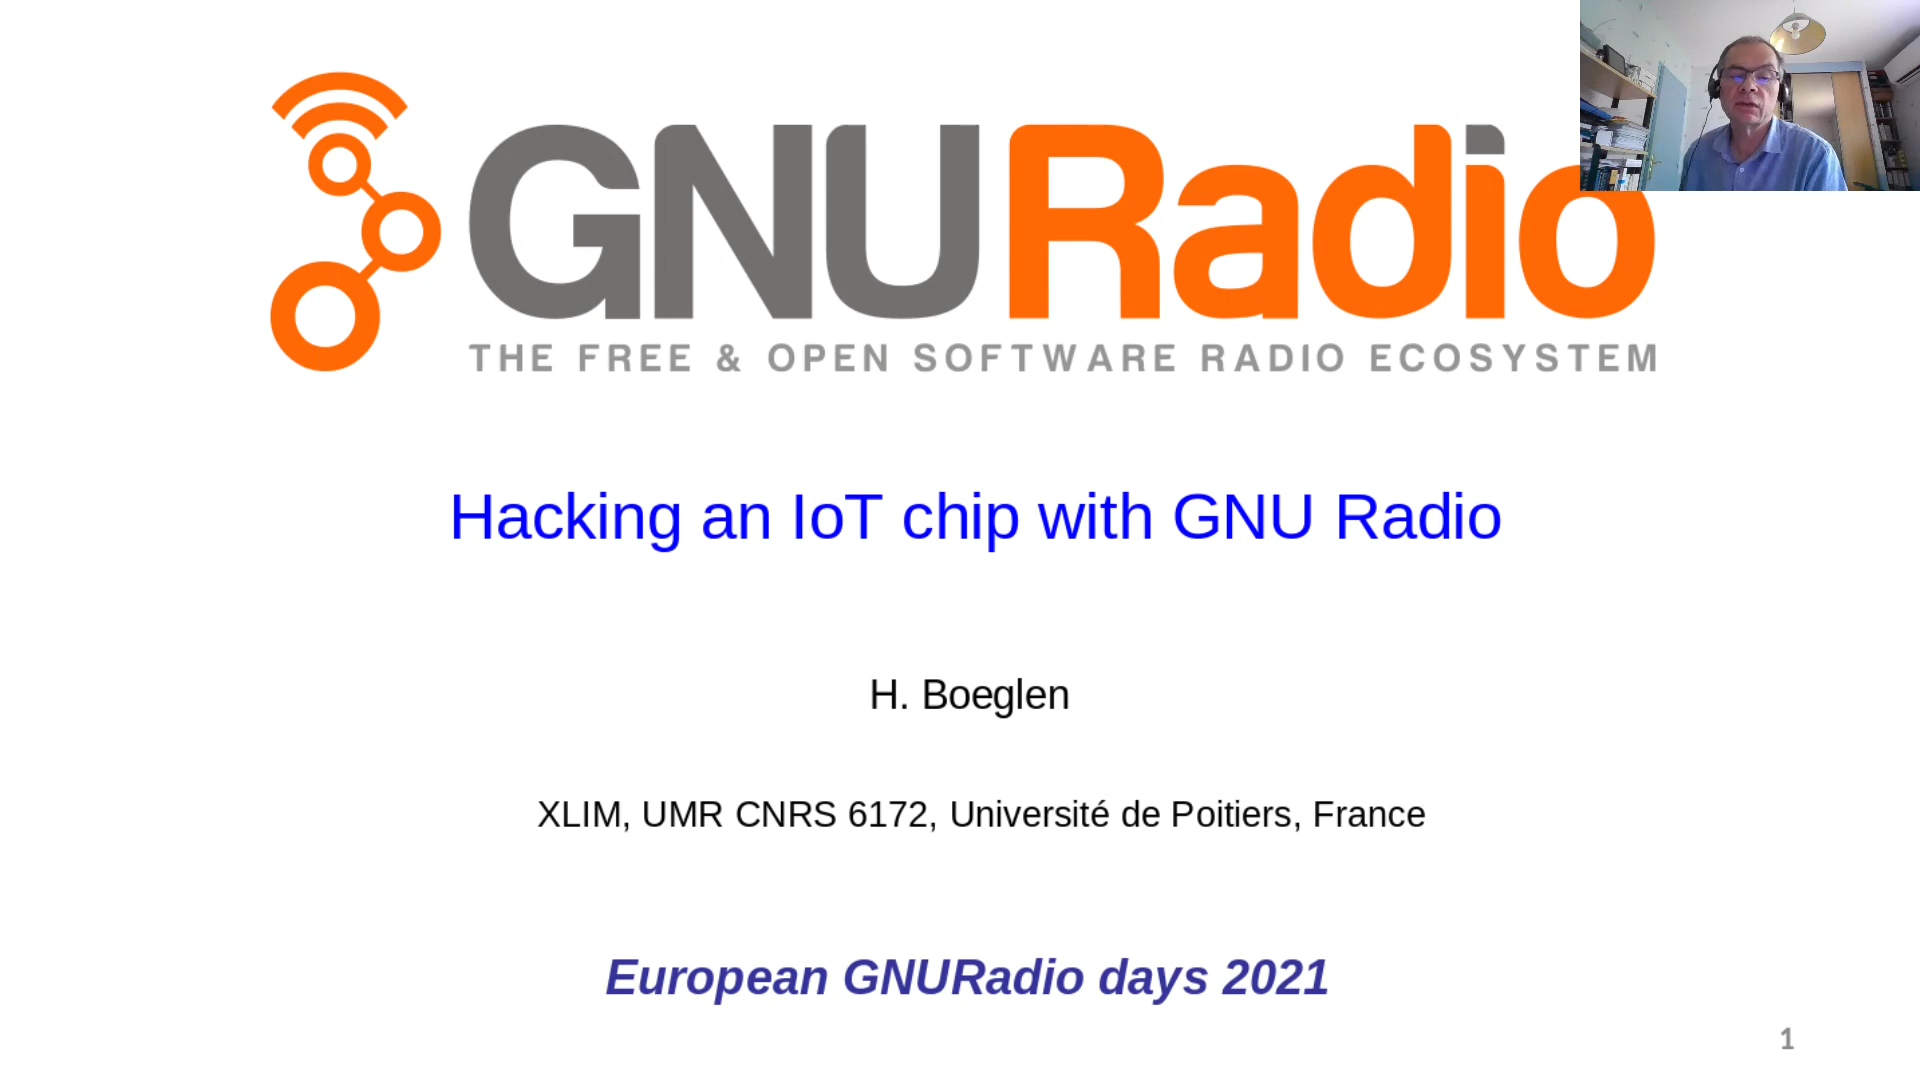 GNURadio
THE FREE & OPEN SOFTWARE RADIO ECOSYSTEM
Hacking an IoT chip with GNU Radio
H. Boeglen
XLIM, UMR CNRS 6172, Université de Poitiers, France
European GNURadio days 2021
1